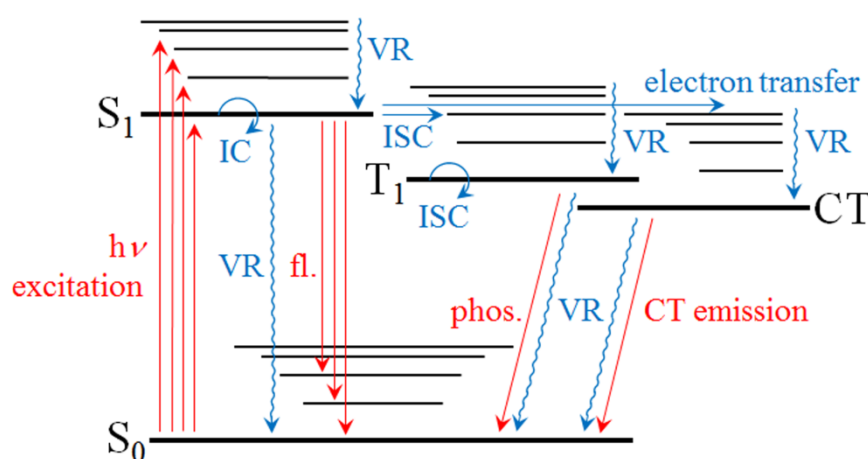 VR
electron transfer
S1
IC
ISC
VR
VR
T1
ISC
CT
hν
excitation
VR
fl.
phos.
VR
CT emission
S0